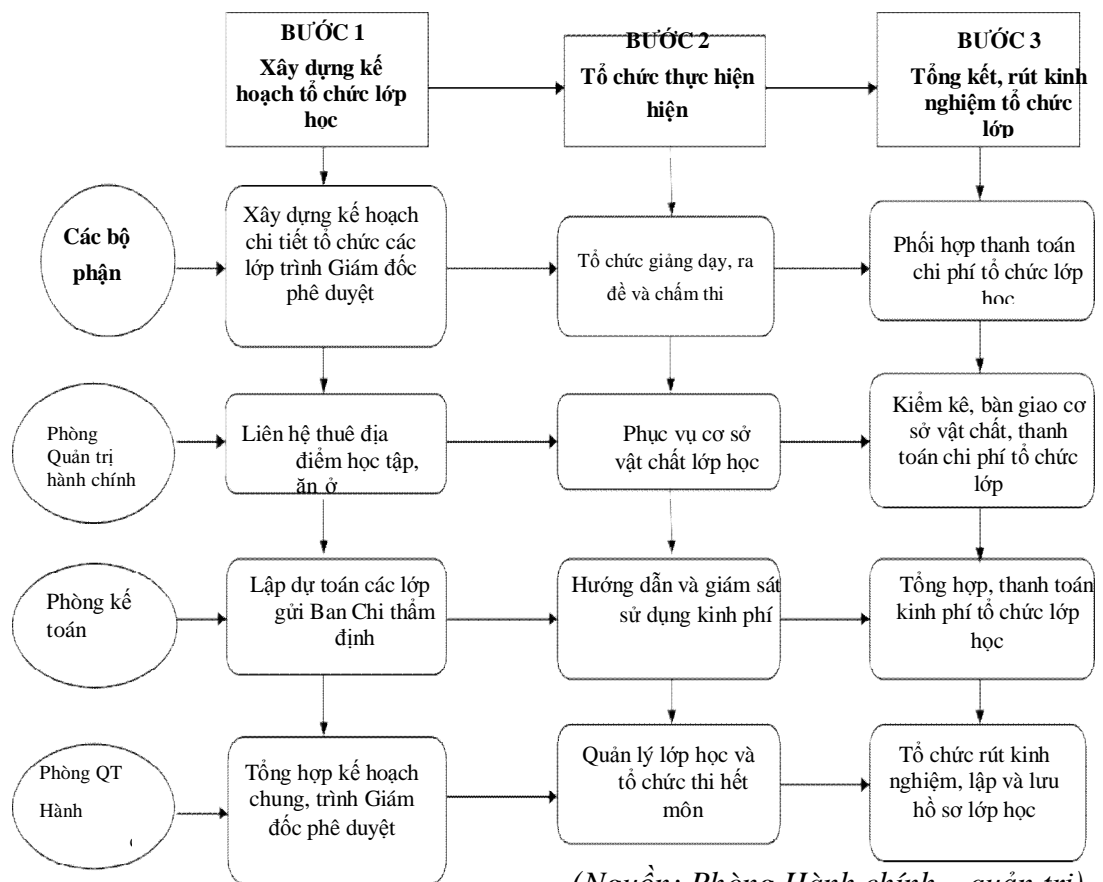 BƯỚC 1
Xây dựng kế
hoạch tổ chức lớp
học
BƯỚC 2
Tổ chức thực hiện
hiện
BƯỚC 3
Tổng kết, rút kinh
nghiệm tổ chức
lớp
Các bộ
phận
Xây dựng kế hoạch
chi tiết tổ chức các
lớp trình Giám đốc
phê duyệt
Tổ chức giảng dạy, ra
đề và chấm thi
Phối hợp thanh toán
chi phí tổ chức lớp
học
Phòng
Quản trị
hành chính
Liên hệ thuê địa
điểm học tập,
ăn ở
Phục vụ cơ sở
vật chất lớp học
Kiểm kê, bàn giao cơ
sở vật chất, thanh
toán chi phí tổ chức
lớp
Phòng kế
toán
Lập dự toán các lớp
gửi Ban Chi thẩm
định
Hướng dẫn và giám sát
sử dụng kinh phí
Tổng hợp, thanh toán
kinh phí tổ chức lớp
học
Phòng QT
Hành
Tổng hợp kế hoạch
chung, trình Giám
đốc phê duyệt
Quản lý lớp học và
tổ chức thi hết
môn
Tổ chức rút kinh
nghiệm, lập và lưu
hồ sơ lớp học
(Nguồn: Phòng Hành chính – quản trị)